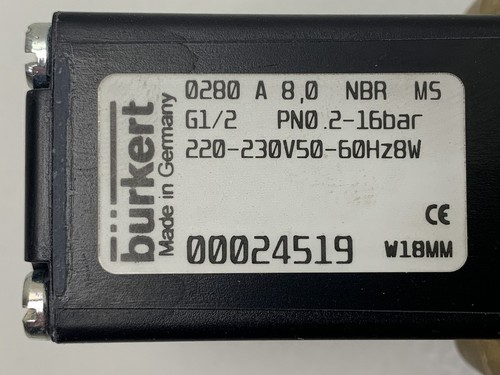 bürkert
Made in Germany
0280 A 8,0 NBR MS
G1/2 PN0.2-16bar
220-230V50-60Hz8W
CE
00024519 W18MM